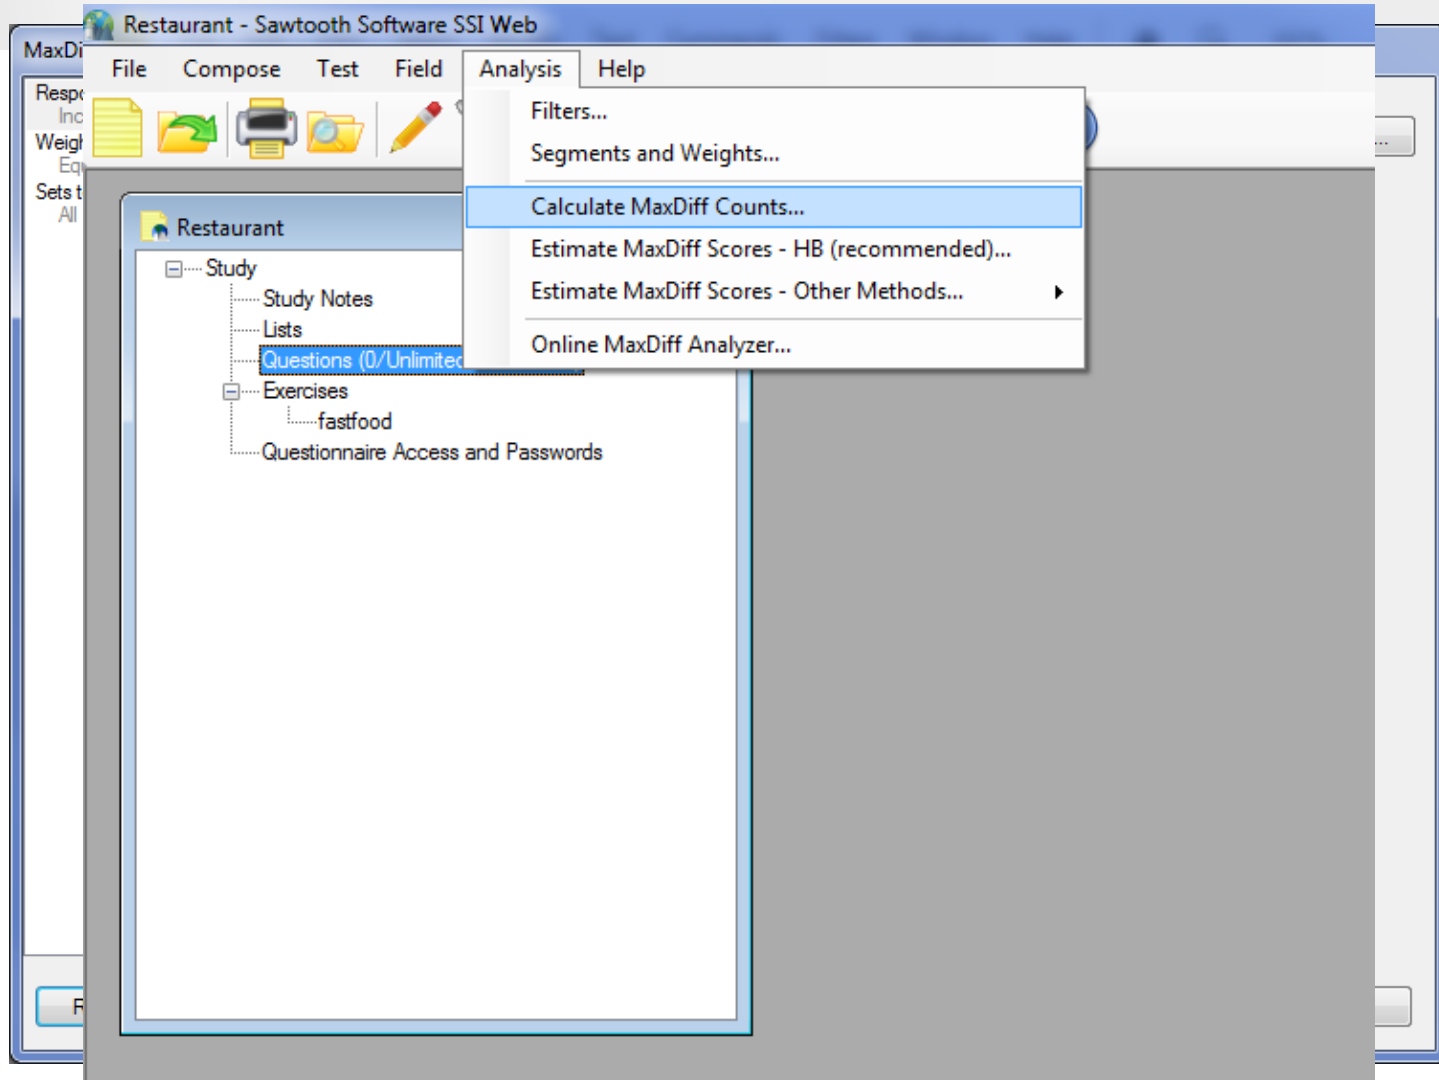 Restaurant - Sawtooth Software SSI Web
File Compose Test Field Analysis Help
MaxDi
Inc
Sets t
All
Filters...
Segments and Weights...
Calculate MaxDiff Counts...
Estimate MaxDiff Scores - HB (recommended)...
Estimate MaxDiff Scores - Other Methods...
Online MaxDiff Analyzer...
Restaurant
Study
Study Notes
Lists
Questions (0/Unlimited
Exercises
fastfood
Questionnaire Access and Passwords
...